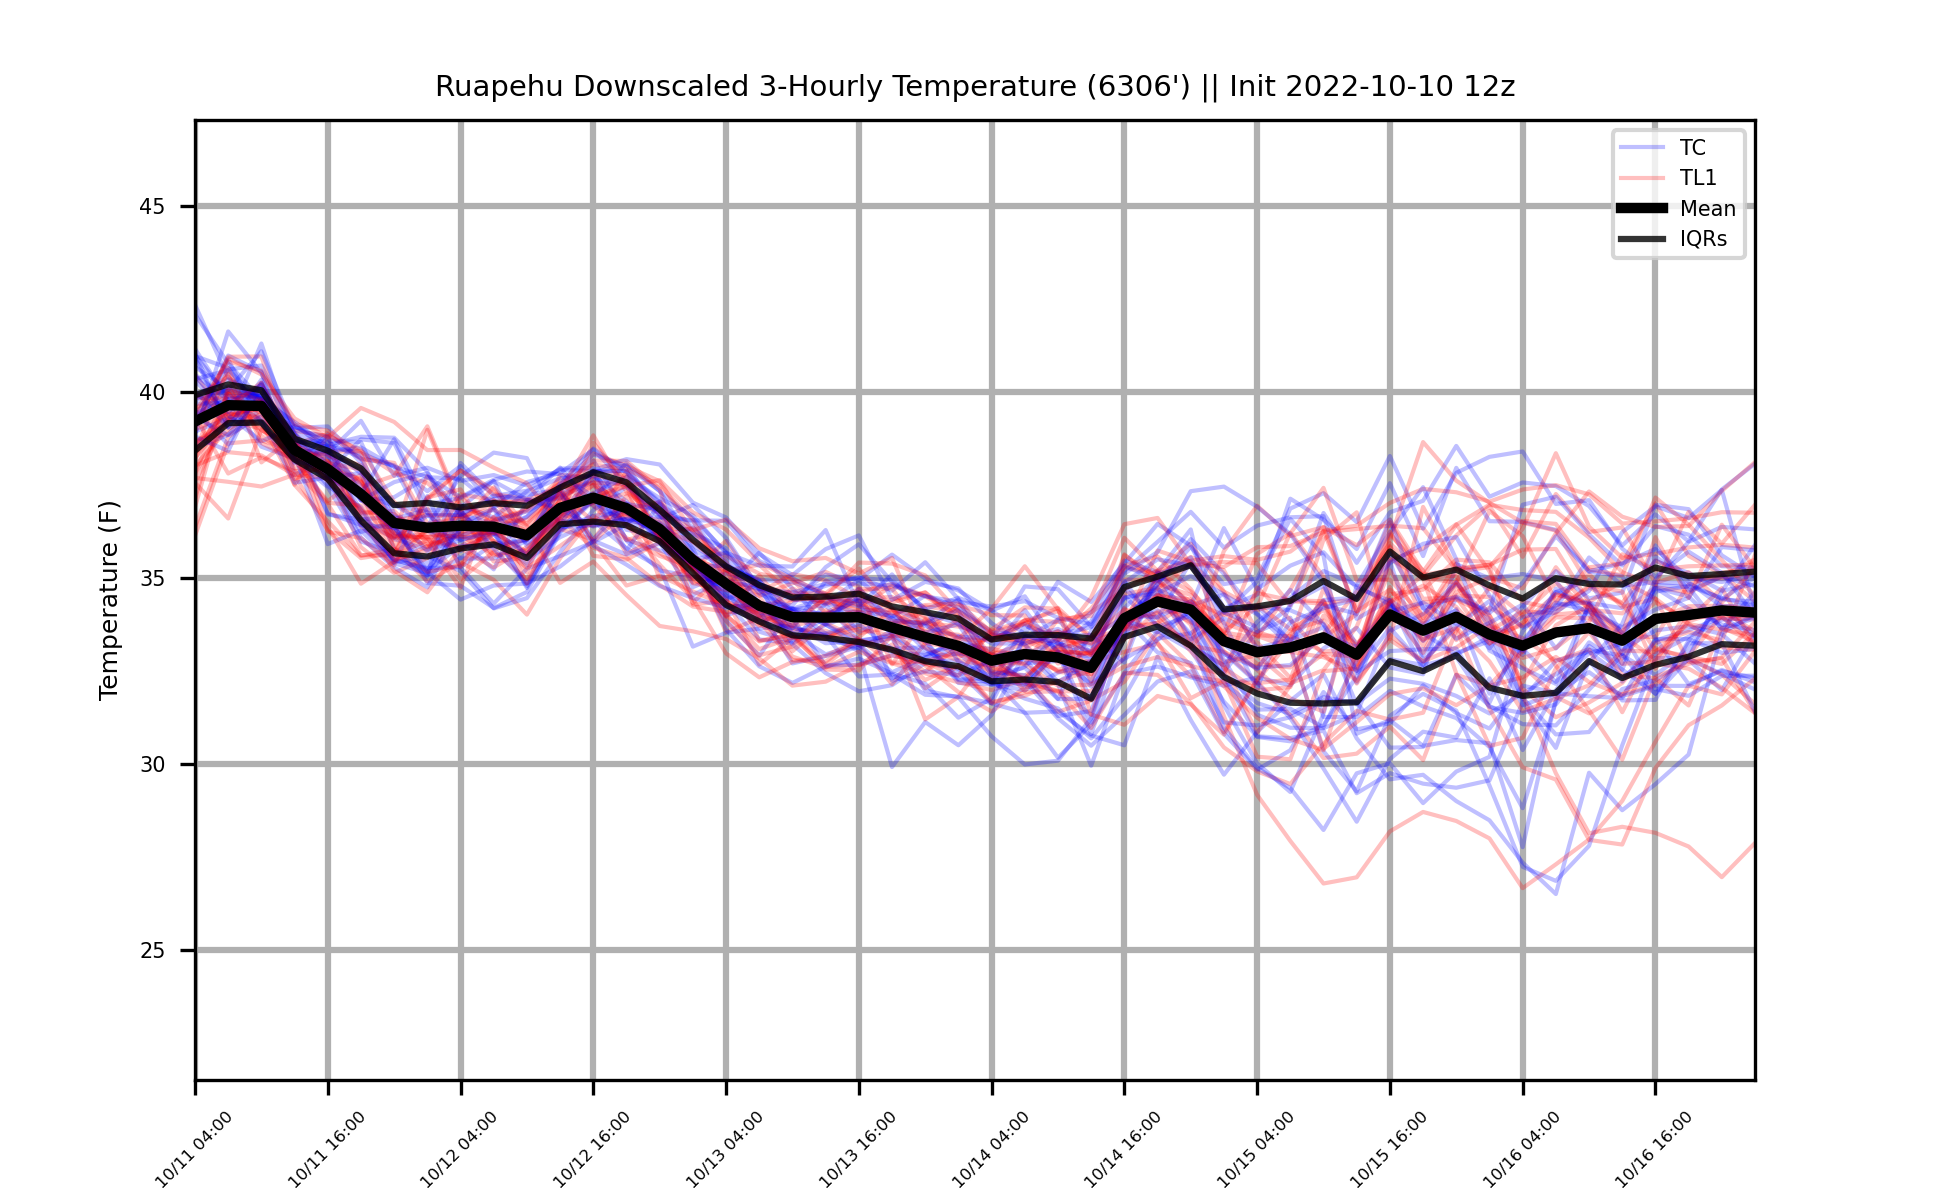 Ruapehu Downscaled 3-Hourly Temperature (6306') || Init 2022-10-10 12z
TC
TL1
Mean
IQRs
Temperature (F)
45
40
35
30
25
10/11 04:00
10/11 16:00
10/12 04:00
10/12 16:00
10/13 04:00
10/13 16:00
10/14 04:00
10/14 16:00
10/15 04:00
10/15 16:00
10/16 04:00
10/16 16:00